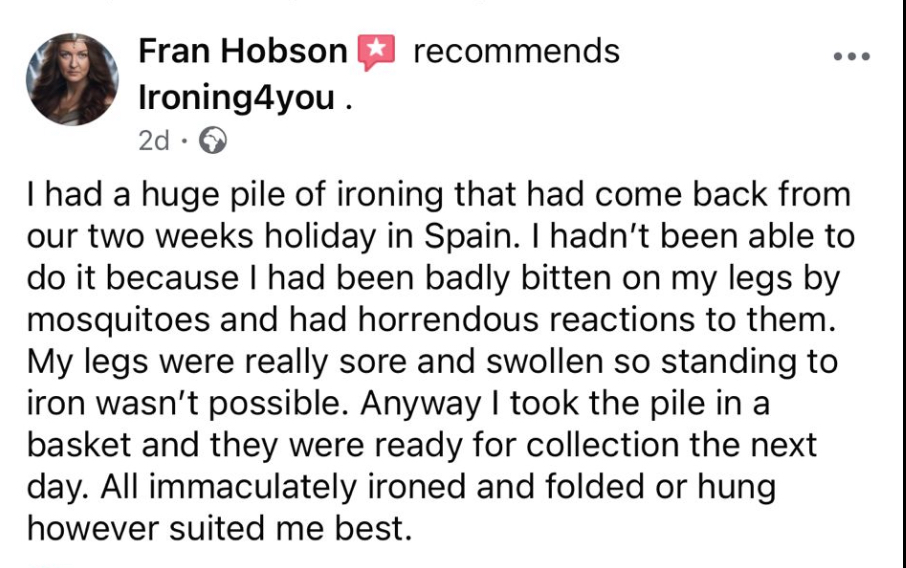 Fran Hobson recommends
Ironing4you .
2d ·
I had a huge pile of ironing that had come back from
our two weeks holiday in Spain. I hadn’t been able to
do it because I had been badly bitten on my legs by
mosquitoes and had horrendous reactions to them.
My legs were really sore and swollen so standing to
iron wasn’t possible. Anyway I took the pile in a
basket and they were ready for collection the next
day. All immaculately ironed and folded or hung
however suited me best.